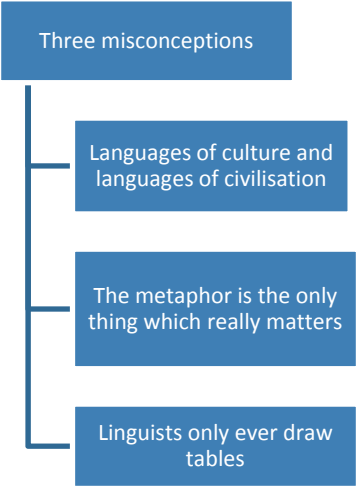 Three misconceptions
Languages of culture and
languages of civilisation
The metaphor is the only
thing which really matters
Linguists only ever draw
tables